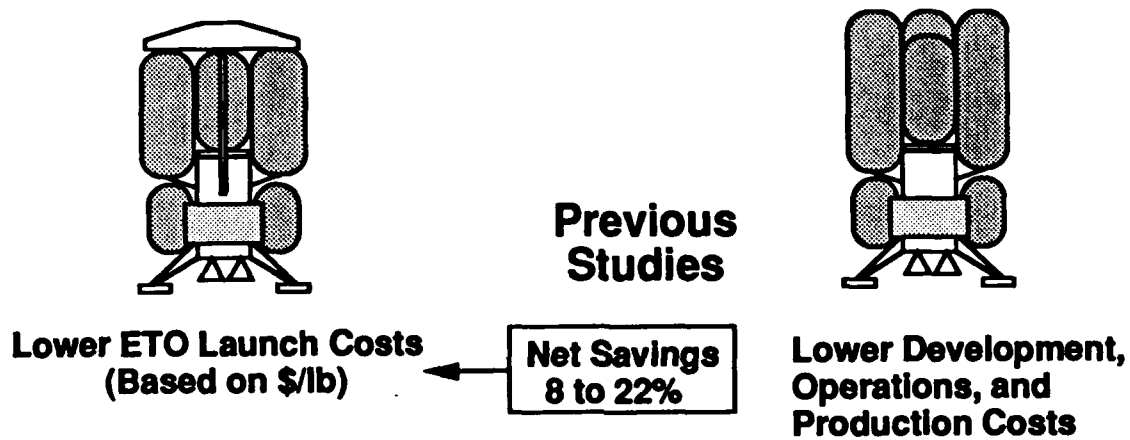 Previous
Studies
Lower ETO Launch Costs
(Based on $/lb)
Net Savings
8 to 22%
Lower Development,
Operations, and
Production Costs